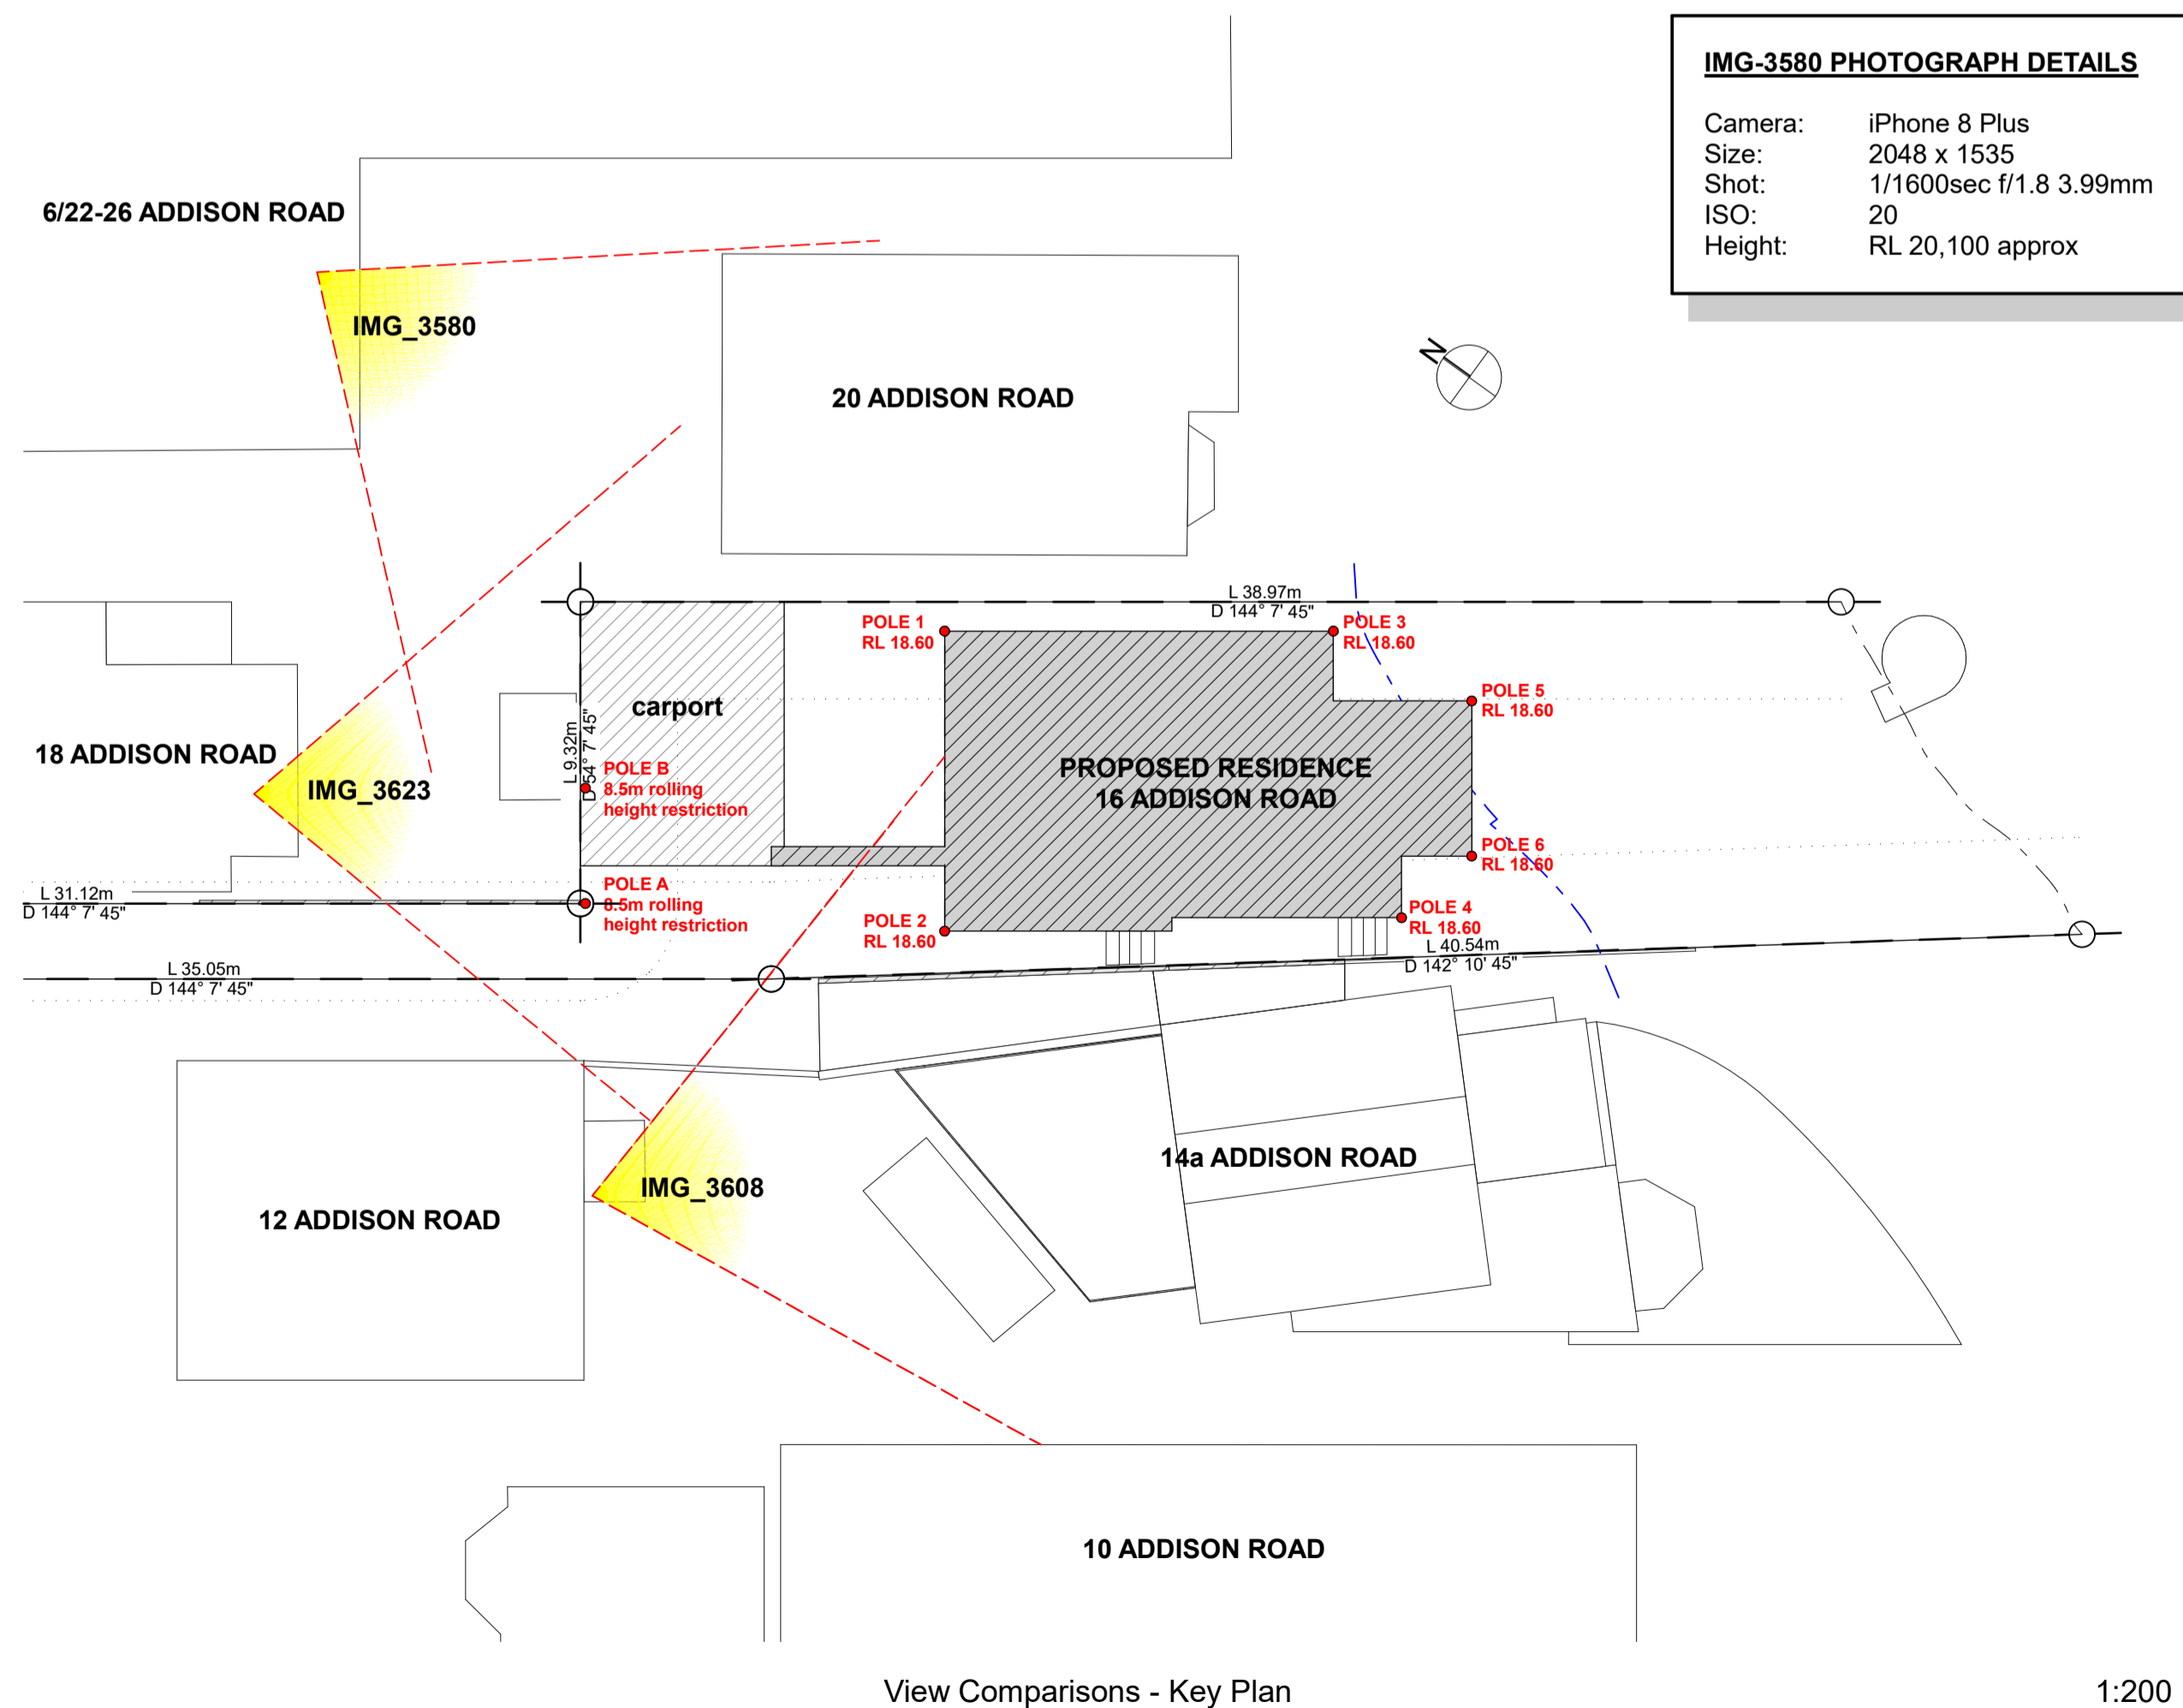 IMG-3580 PHOTOGRAPH DETAILS
Camera: iPhone 8 Plus
Size: 2048 x 1535
Shot: 1/1600sec f/1.8 3.99mm
ISO: 20
Height: RL 20,100 approx
6/22-26 ADDISON ROAD
IMG_3580
N
20 ADDISON ROAD
L 38.97m
D 144° 7' 45"
POLE 1
RL 18.60
POLE 3
RL 18.60
POLE 5
RL 18.60
carport
18 ADDISON ROAD
IMG_3623
L 9.32m
D 54° 7' 45"
POLE B
8.5m rolling
height restriction
PROPOSED RESIDENCE
16 ADDISON ROAD
POLE 6
RL 18.60
L 31.12m
D 144° 7' 45"
POLE A
8.5m rolling
height restriction
POLE 2
RL 18.60
POLE 4
RL 18.60
L 40.54m
D 142° 10' 45"
L 35.05m
D 144° 7' 45"
14a ADDISON ROAD
IMG_3608
12 ADDISON ROAD
10 ADDISON ROAD
View Comparisons - Key Plan
1:200